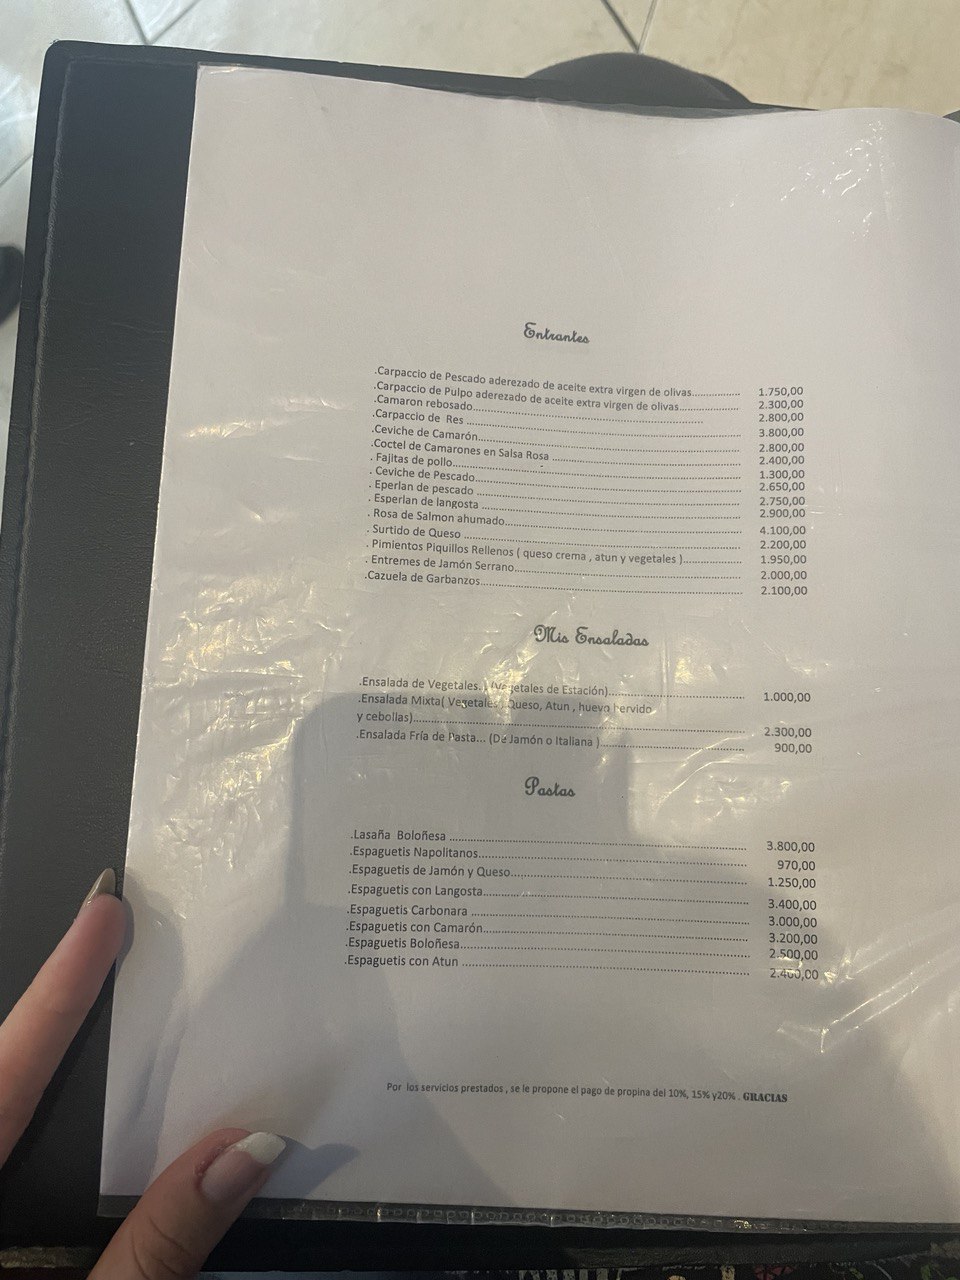 Entrantes
.Carpaccio de Pescado aderezado de aceite extra virgen de olivas............... 1.750,00
.Carpaccio de Pulpo aderezado de aceite extra virgen de olivas.................. 2.300,00
.Camaron rebosado.......................................................... 2.800,00
.Carpaccio de Res .......................................................... 3.800,00
.Ceviche de Camarón.......................................................... 2.800,00
.Coctel de Camarones en Salsa Rosa .......................................................... 2.400,00
. Fajitas de pollo.......................................................... 1.300,00
. Ceviche de Pescado.......................................................... 2.650,00
. Eperlan de pescado .......................................................... 2.750,00
. Esperlan de langosta .......................................................... 2.900,00
. Rosa de Salmon ahumado.......................................................... 4.100,00
. Surtido de Queso .......................................................... 2.200,00
. Pimientos Piquillos Rellenos ( queso crema , atun y vegetales )................. 1.950,00
. Entremes de Jamón Serrano.......................................................... 2.000,00
.Cazuela de Garbanzos.......................................................... 2.100,00
Mis Ensaladas
.Ensalada de Vegetales. (Vegetales de Estación)........................................ 1.000,00
.Ensalada Mixta( Vegetales, Queso, Atun , huevo hervido
y cebollas).......................................................... 2.300,00
.Ensalada Fría de Pasta... (De Jamón o Italiana )........................................ 900,00
Pastas
.Lasaña Boloñesa .......................................................... 3.800,00
.Espaguetis Napolitanos.......................................................... 970,00
.Espaguetis de Jamón y Queso.......................................................... 1.250,00
.Espaguetis con Langosta.......................................................... 3.400,00
.Espaguetis Carbonara .......................................................... 3.000,00
.Espaguetis con Camarón.......................................................... 3.200,00
.Espaguetis Boloñesa.......................................................... 2.500,00
.Espaguetis con Atun .......................................................... 2.400,00
Por los servicios prestados , se le propone el pago de propina del 10%, 15% y20% . GRACIAS